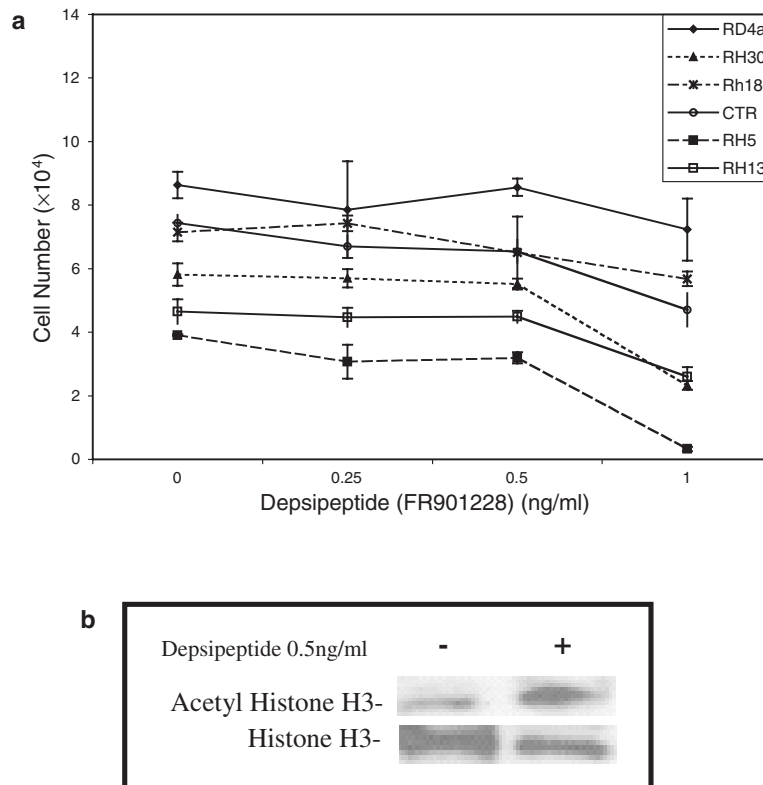 a
14
12
10
8
6
4
2
0
Cell Number (×10⁴)
RD4a
RH30
Rh18
CTR
RH5
RH13
0 0.25 0.5 1
Depsipeptide (FR901228) (ng/ml)
b
Depsipeptide 0.5ng/ml - +
Acetyl Histone H3-
Histone H3-